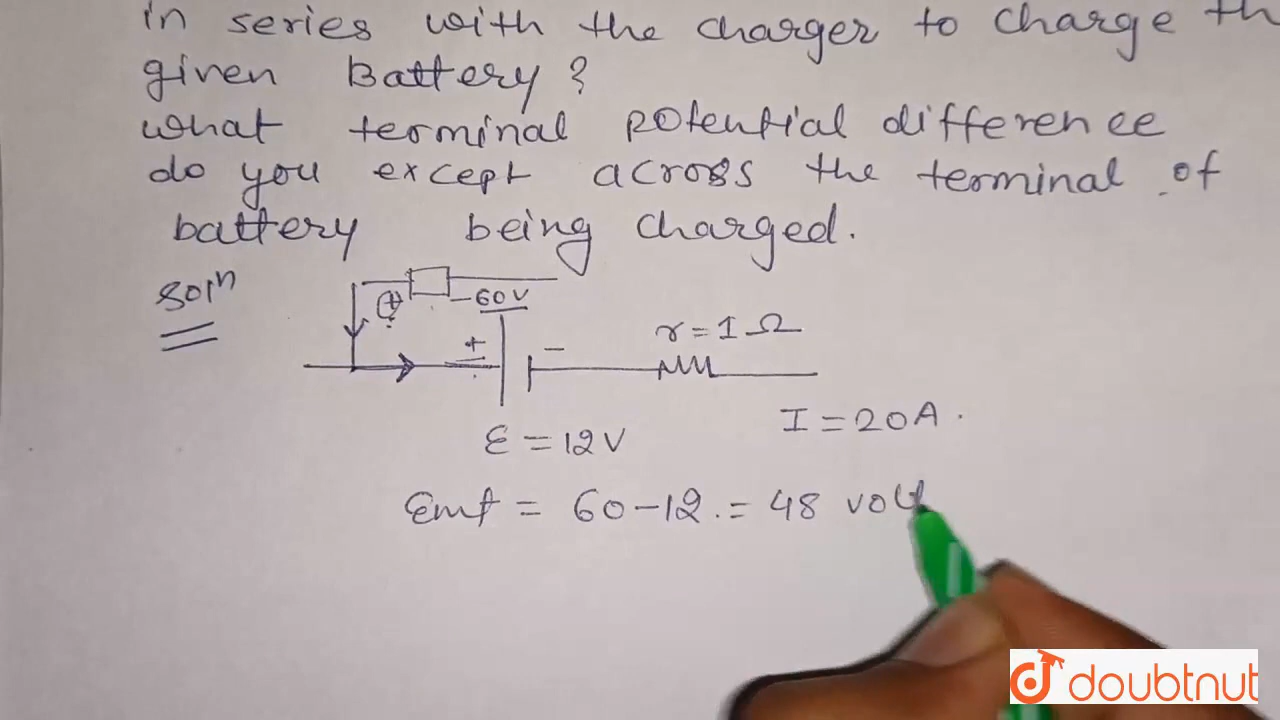 in series with the charger to charge th
given Battery?
what terminal potential difference
do you except across the terminal of
battery being charged.
Soln
(+) - 60V
+ -
r = 1 Ω
I = 20A.
ε = 12V
Emf = 60 - 12. = 48 volt
doubtnut